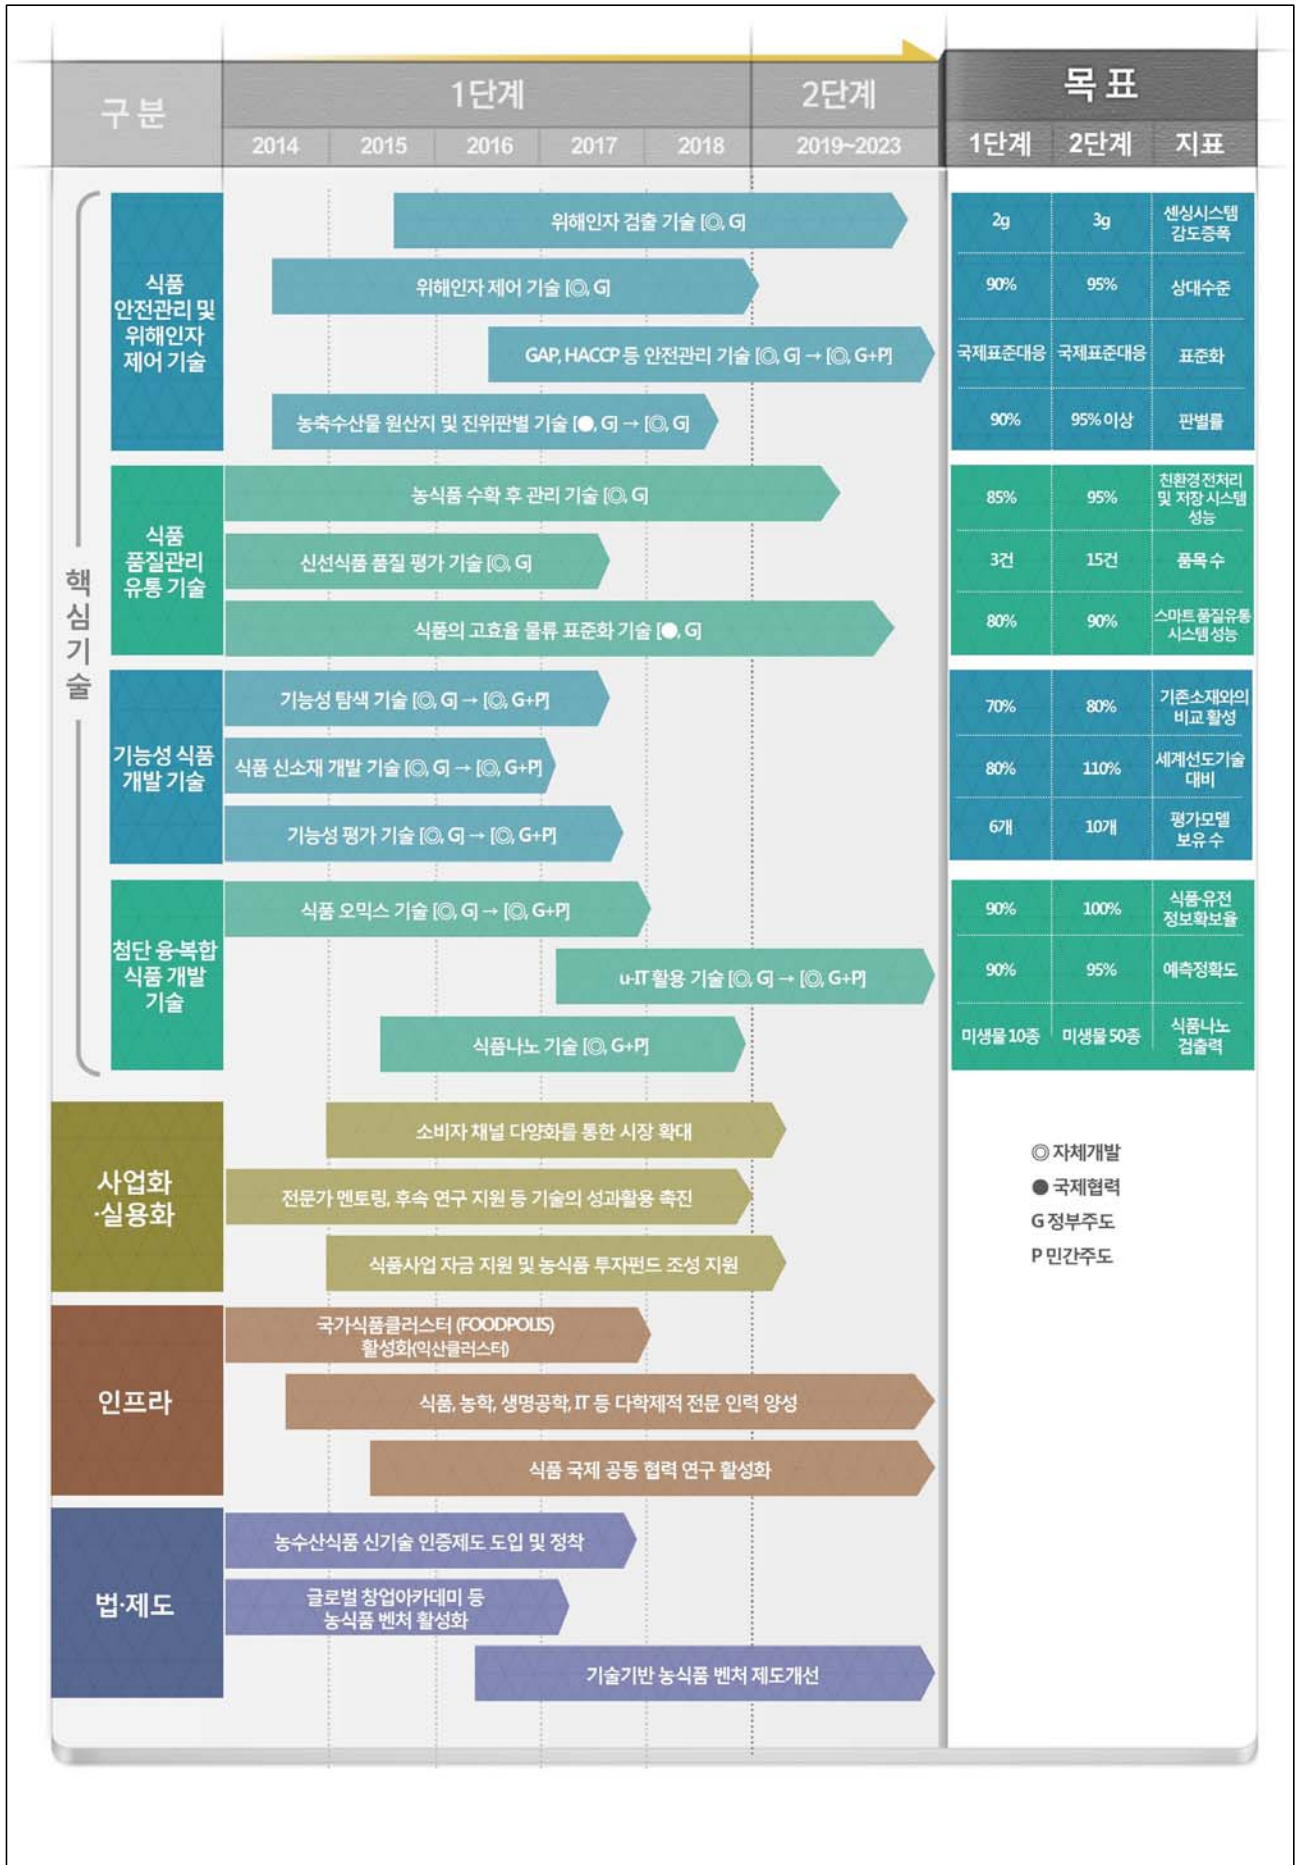 구분
1단계
2단계
목표
2014
2015
2016
2017
2018
2019~2023
1단계
2단계
지표
핵심기술
식품
안전관리 및
위해인자
제어 기술
위해인자 검출 기술 [◎, G]
2g
3g
센싱시스템
감도증폭
위해인자 제어 기술 [◎, G]
90%
95%
상대수준
GAP, HACCP 등 안전관리 기술 [◎, G] → [◎, G+P]
국제표준대응
국제표준대응
표준화
농축수산물 원산지 및 진위판별 기술 [●, G] → [◎, G]
90%
95% 이상
판별률
식품
품질관리
유통 기술
농식품 수확 후 관리 기술 [◎, G]
85%
95%
친환경 전처리
및 저장 시스템
성능
신선식품 품질 평가 기술 [◎, G]
3건
15건
품목 수
식품의 고효율 물류 표준화 기술 [●, G]
80%
90%
스마트 품질유통
시스템 성능
기능성 식품
개발 기술
기능성 탐색 기술 [◎, G] → [◎, G+P]
70%
80%
기존소재와의
비교 활성
식품 신소재 개발 기술 [◎, G] → [◎, G+P]
80%
110%
세계선도기술
대비
기능성 평가 기술 [◎, G] → [◎, G+P]
6개
10개
평가모델
보유 수
첨단 융·복합
식품 개발
기술
식품 오믹스 기술 [◎, G] → [◎, G+P]
90%
100%
식품·유전
정보확보율
u-IT 활용 기술 [◎, G] → [◎, G+P]
90%
95%
예측정확도
식품나노 기술 [◎, G+P]
미생물 10종
미생물 50종
식품나노
검출력
사업화
·실용화
소비자 채널 다양화를 통한 시장 확대
전문가 멘토링, 후속 연구 지원 등 기술의 성과활용 촉진
식품사업 자금 지원 및 농식품 투자펀드 조성 지원
◎ 자체개발
● 국제협력
G 정부주도
P 민간주도
인프라
국가식품클러스터 (FOODPOLIS)
활성화(익산클러스터)
식품, 농학, 생명공학, IT 등 다학제적 전문 인력 양성
식품 국제 공동 협력 연구 활성화
법·제도
농수산식품 신기술 인증제도 도입 및 정착
글로벌 창업아카데미 등
농식품 벤처 활성화
기술기반 농식품 벤처 제도개선